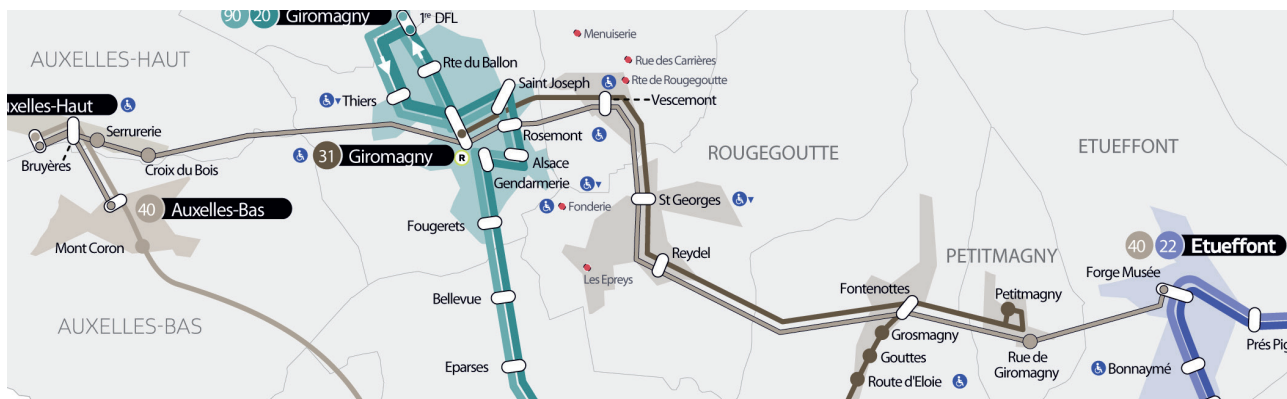 90 20 Giromagny
1re DFL
Menuiserie
AUXELLES-HAUT
Rte du Ballon
Rue des Carrières
Saint Joseph
Rte de Rougegoutte
Thiers
Vescemont
uxelles-Haut
Serrurerie
Rosemont
Bruyères
Croix du Bois
31 Giromagny
R
Alsace
ROUGEGOUTTE
ETUEFFONT
Gendarmerie
40 Auxelles-Bas
Fonderie
St Georges
Fougerets
Mont Coron
Reydel
PETITMAGNY
40 22 Etueffont
Forge Musée
Les Epreys
Fontenottes
Petitmagny
Bellevue
AUXELLES-BAS
Grosmagny
Prés Pig
Gouttes
Rue de
Giromagny
Eparses
Route d'Eloie
Bonnaymé